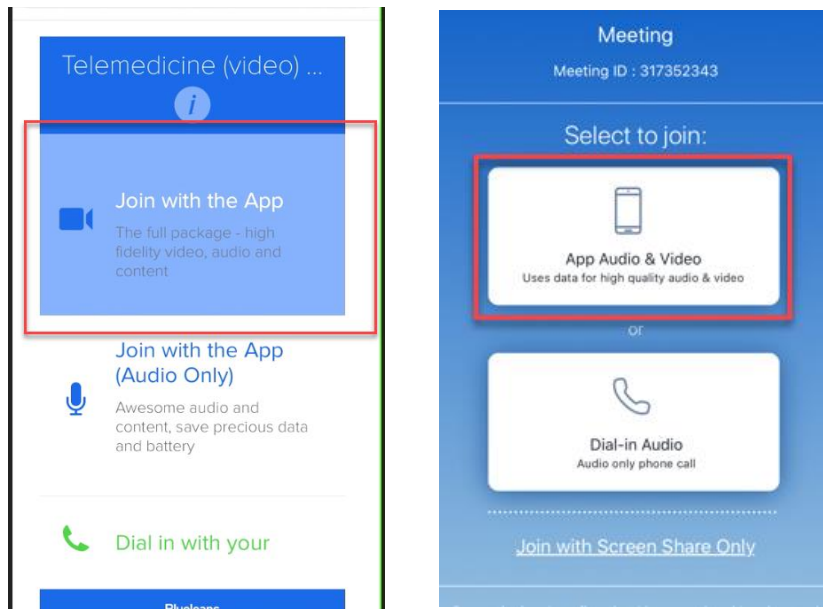 Telemedicine (video) ...
i
Join with the App
The full package - high
fidelity video, audio and
content
Join with the App
(Audio Only)
Awesome audio and
content, save precious data
and battery
Dial in with your
Meeting
Meeting ID : 317352343
Select to join:
App Audio & Video
Uses data for high quality audio & video
or
Dial-in Audio
Audio only phone call
Join with Screen Share Only